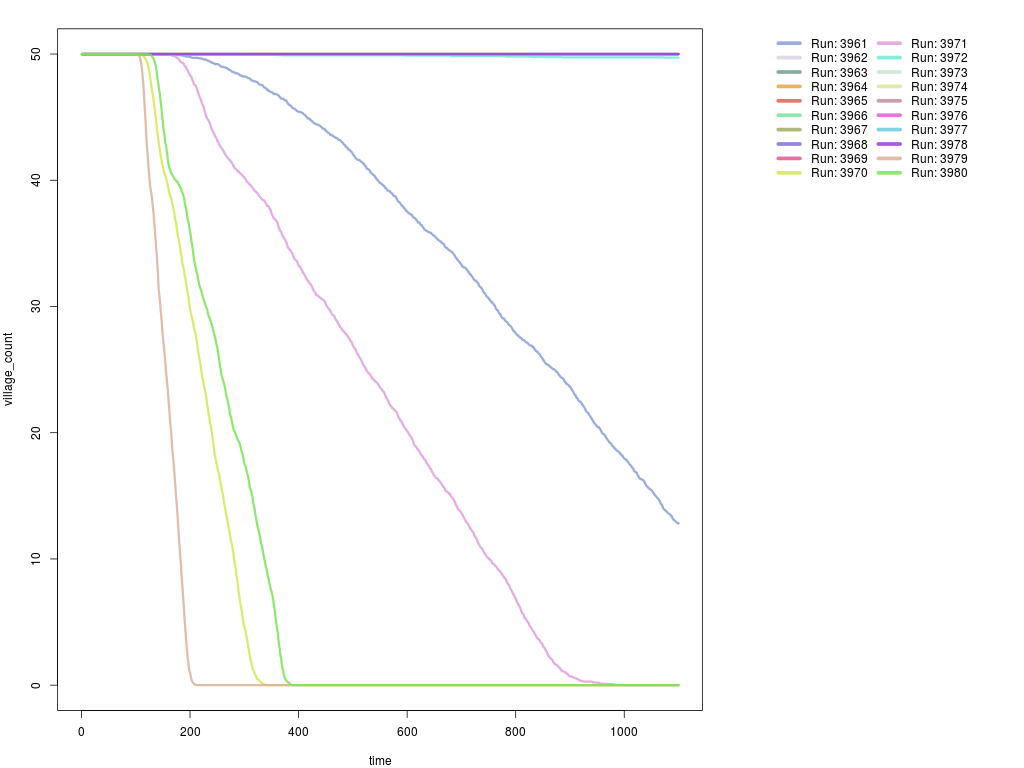 village_count
50
40
30
20
10
0
0 200 400 600 800 1000
time
Run: 3961 Run: 3971
Run: 3962 Run: 3972
Run: 3963 Run: 3973
Run: 3964 Run: 3974
Run: 3965 Run: 3975
Run: 3966 Run: 3976
Run: 3967 Run: 3977
Run: 3968 Run: 3978
Run: 3969 Run: 3979
Run: 3970 Run: 3980